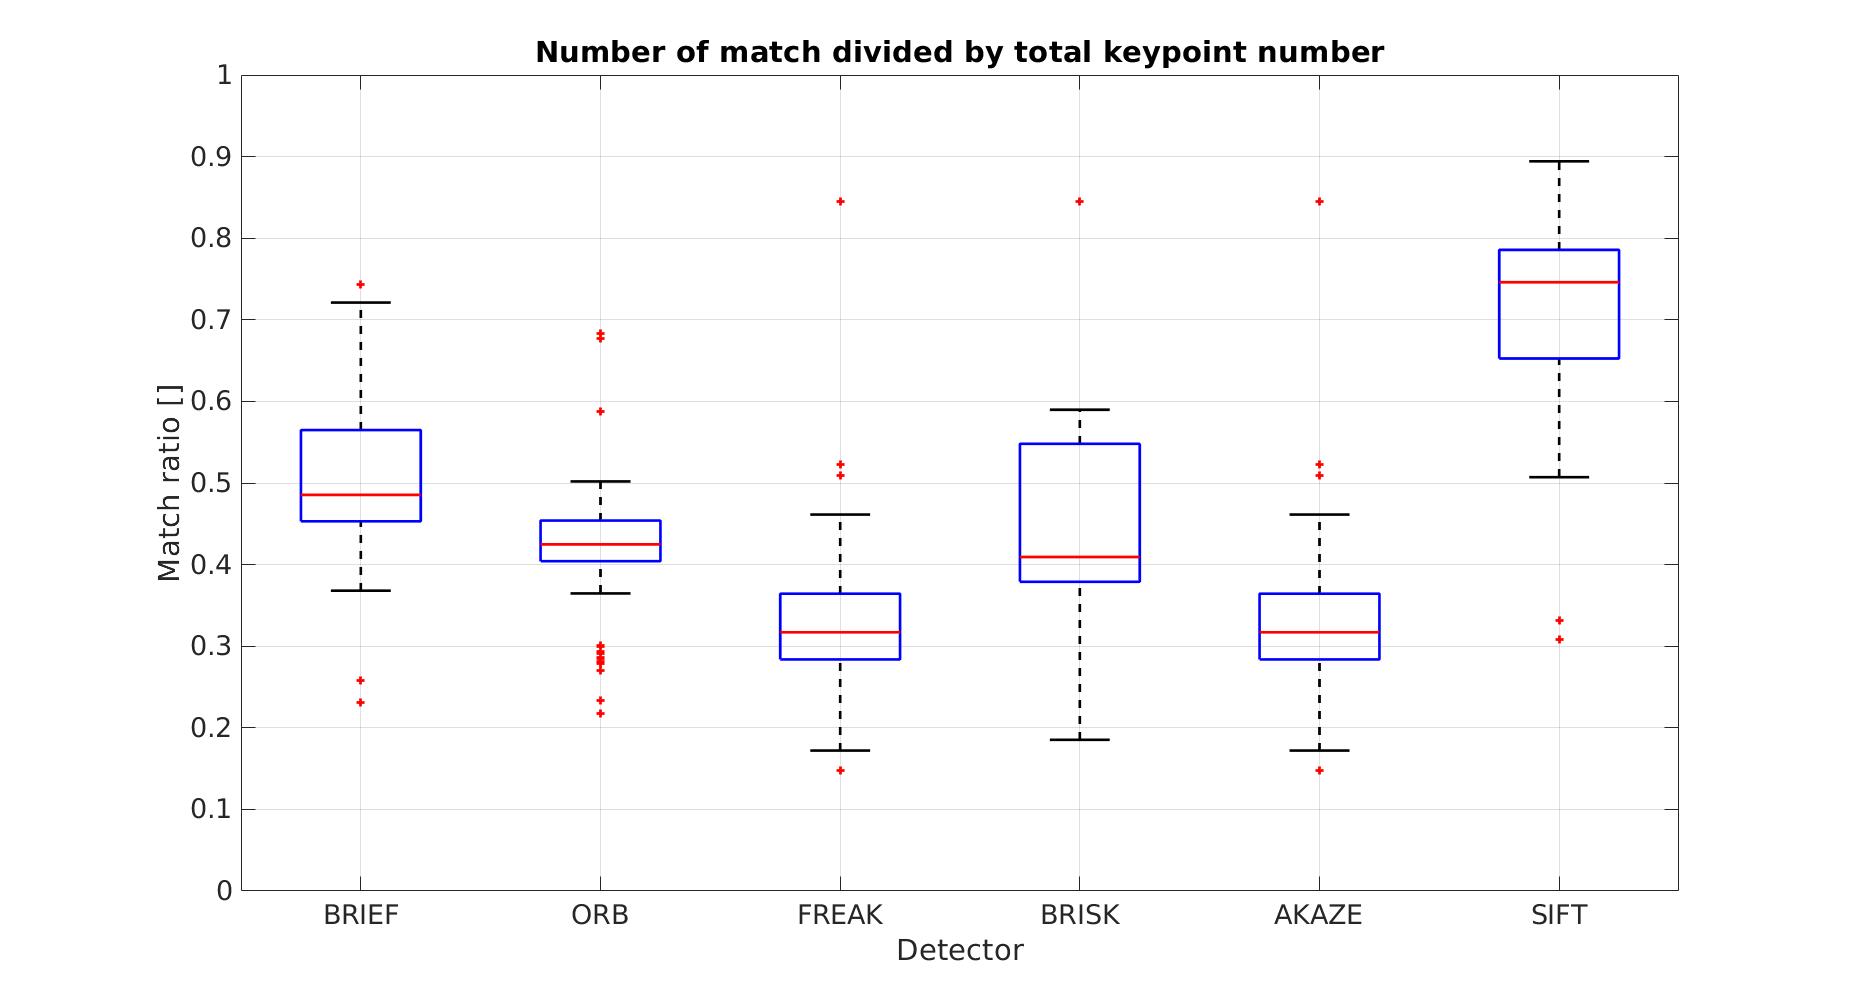 Number of match divided by total keypoint number
1
0.9
0.8
0.7
0.6
0.5
0.4
0.3
0.2
0.1
0
Match ratio []
BRIEF ORB FREAK BRISK AKAZE SIFT
Detector